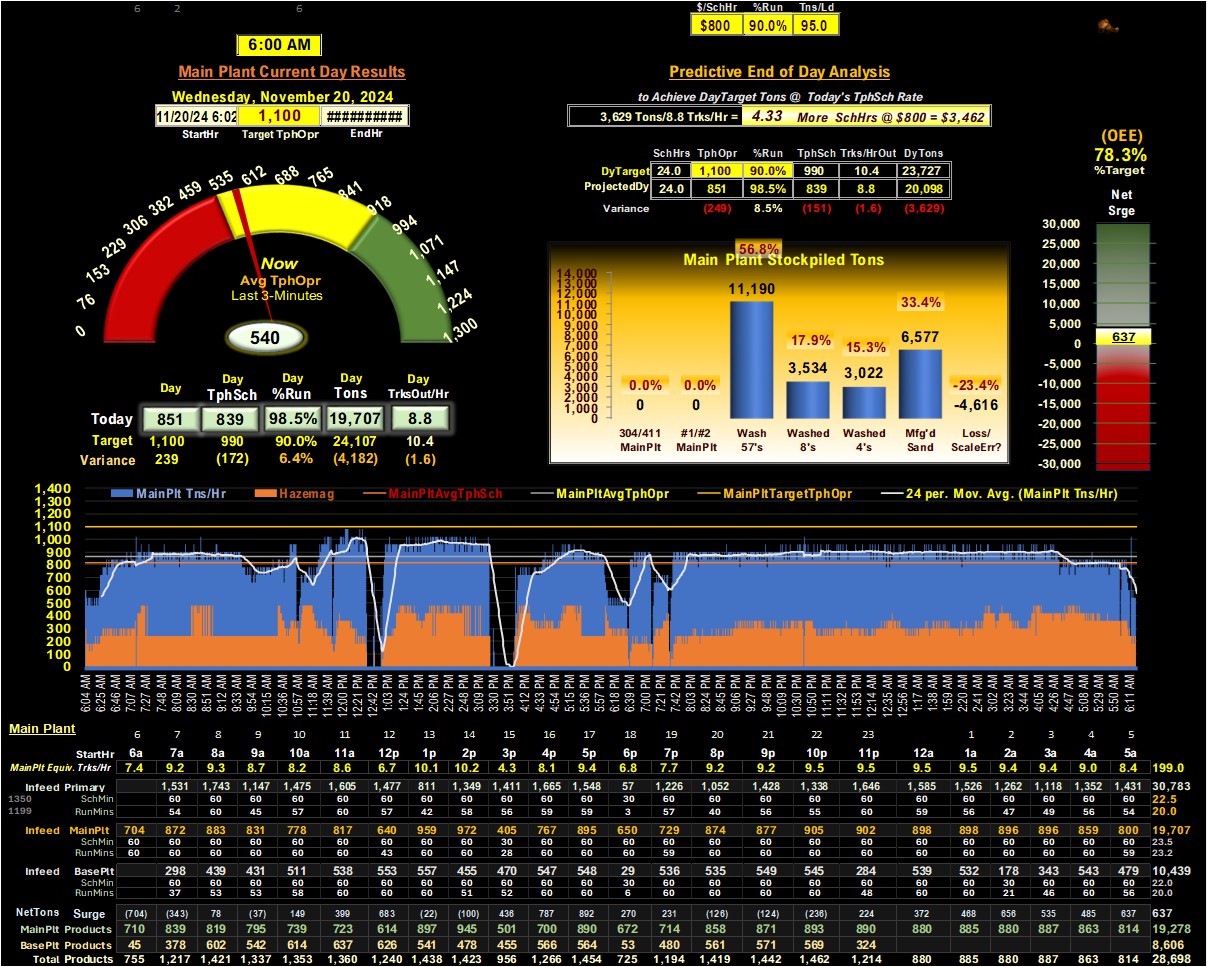 6 2 6
$/SchHr %Run Tns/Ld
$800 90.0% 95.0
6:00 AM
Main Plant Current Day Results
Wednesday, November 20, 2024
11/20/24 6:02 1,100 ##########
StartHr Target TphOpr EndHr
0 76 153 229 306 382 459 535 612 688 765 841 918 994 1,071 1,147 1,224 1,300
Now
Avg TphOpr
Last 3-Minutes
540
Day Day TphSch Day %Run Day Tons Day TrksOut/Hr
Today 851 839 98.5% 19,707 8.8
Target 1,100 990 90.0% 24,107 10.4
Variance 239 (172) 6.4% (4,182) (1.6)
Predictive End of Day Analysis
to Achieve DayTarget Tons @ Today's TphSch Rate
3,629 Tons/8.8 Trks/Hr = 4.33 More SchHrs @ $800 = $3,462
SchHrs TphOpr %Run TphSch Trks/HrOut DyTons
DyTarget 24.0 1,100 90.0% 990 10.4 23,727
ProjectedDy 24.0 851 98.5% 839 8.8 20,098
Variance (249) 8.5% (151) (1.6) (3,629)
56.8%
Main Plant Stockpiled Tons
14,000
13,000
12,000
11,000
10,000
9,000
8,000
7,000
6,000
5,000
4,000
3,000
2,000
1,000
0
11,190
33.4%
17.9% 15.3% 6,577
3,534 3,022
0.0% 0.0% -23.4%
0 0 -4,616
304/411 MainPlt #1/#2 MainPlt Wash 57's Washed 8's Washed 4's Mfg'd Sand Loss/ ScaleErr?
(OEE)
78.3%
%Target
Net
Srge
30,000
25,000
20,000
15,000
10,000
5,000
0 637
-5,000
-10,000
-15,000
-20,000
-25,000
-30,000
MainPlt Tns/Hr Hazemag MainPltAvgTphSch MainPltAvgTphOpr MainPltTargetTphOpr 24 per. Mov. Avg. (MainPlt Tns/Hr)
1,400
1,300
1,200
1,100
1,000
900
800
700
600
500
400
300
200
100
0
6:04 AM 6:25 AM 6:46 AM 7:07 AM 7:27 AM 7:48 AM 8:09 AM 8:30 AM 8:51 AM 9:12 AM 9:33 AM 9:54 AM 10:15 AM 10:36 AM 10:57 AM 11:18 AM 11:39 AM 12:00 PM 12:21 PM 12:42 PM 1:03 PM 1:24 PM 1:45 PM 2:06 PM 2:27 PM 2:48 PM 3:09 PM 3:30 PM 3:51 PM 4:12 PM 4:33 PM 4:54 PM 5:15 PM 5:36 PM 5:57 PM 6:18 PM 6:39 PM 7:00 PM 7:21 PM 7:42 PM 8:03 PM 8:24 PM 8:45 PM 9:06 PM 9:27 PM 9:48 PM 10:09 PM 10:30 PM 10:50 PM 11:11 PM 11:32 PM 11:53 PM 12:14 AM 12:35 AM 12:56 AM 1:17 AM 1:38 AM 1:59 AM 2:20 AM 2:41 AM 3:02 AM 3:23 AM 3:44 AM 4:05 AM 4:26 AM 4:47 AM 5:08 AM 5:29 AM 5:50 AM 6:11 AM
Main Plant
6 7 8 9 10 11 12 13 14 15 16 17 18 19 20 21 22 23 1 2 3 4 5
StartHr 6a 7a 8a 9a 10a 11a 12p 1p 2p 3p 4p 5p 6p 7p 8p 9p 10p 11p 12a 1a 2a 3a 4a 5a
MainPlt Equiv. Trks/Hr 7.4 9.2 9.3 8.7 8.2 8.6 6.7 10.1 10.2 4.3 8.1 9.4 6.8 7.7 9.2 9.2 9.5 9.5 9.5 9.5 9.4 9.4 9.0 8.4 199.0
Infeed Primary 1,531 1,743 1,147 1,475 1,605 1,477 811 1,349 1,411 1,665 1,548 57 1,226 1,052 1,428 1,338 1,646 1,585 1,526 1,262 1,118 1,352 1,431 30,783
1350 SchMin 60 60 60 60 60 60 60 60 60 60 60 30 60 60 60 60 60 60 60 60 60 60 60 22.5
1199 RunMins 54 60 45 57 60 57 42 58 56 59 59 3 57 40 56 55 60 59 56 47 49 56 54 20.0
Infeed MainPlt 704 872 883 831 778 817 640 959 972 405 767 895 650 729 874 877 905 902 898 898 896 896 859 800 19,707
SchMin 60 60 60 60 60 60 60 60 60 30 60 60 60 60 60 60 60 60 60 60 60 60 60 60 23.5
RunMins 60 60 60 60 60 60 43 60 60 28 60 60 60 59 60 60 60 60 60 60 60 60 60 59 23.2
Infeed BasePlt 298 439 431 511 538 553 557 455 470 547 548 29 536 535 549 545 284 539 532 178 343 543 479 10,439
SchMin 60 60 60 60 60 60 60 60 60 60 60 30 60 60 60 60 60 60 60 30 60 60 60 22.0
RunMins 37 53 53 58 60 60 60 51 52 60 60 6 60 60 60 60 48 60 60 21 46 60 56 20.0
NetTons Surge (704) (343) 78 (37) 149 399 683 (22) (100) 436 787 892 270 231 (126) (124) (236) 224 372 468 656 535 485 637 637
MainPlt Products 710 839 819 795 739 723 614 897 945 501 700 890 672 714 858 871 893 890 880 885 880 887 863 814 19,278
BasePlt Products 45 378 602 542 614 637 626 541 478 455 566 564 53 480 561 571 569 324 8,606
Total Products 755 1,217 1,421 1,337 1,353 1,360 1,240 1,438 1,423 956 1,266 1,454 725 1,194 1,419 1,442 1,462 1,214 880 885 880 887 863 814 28,698